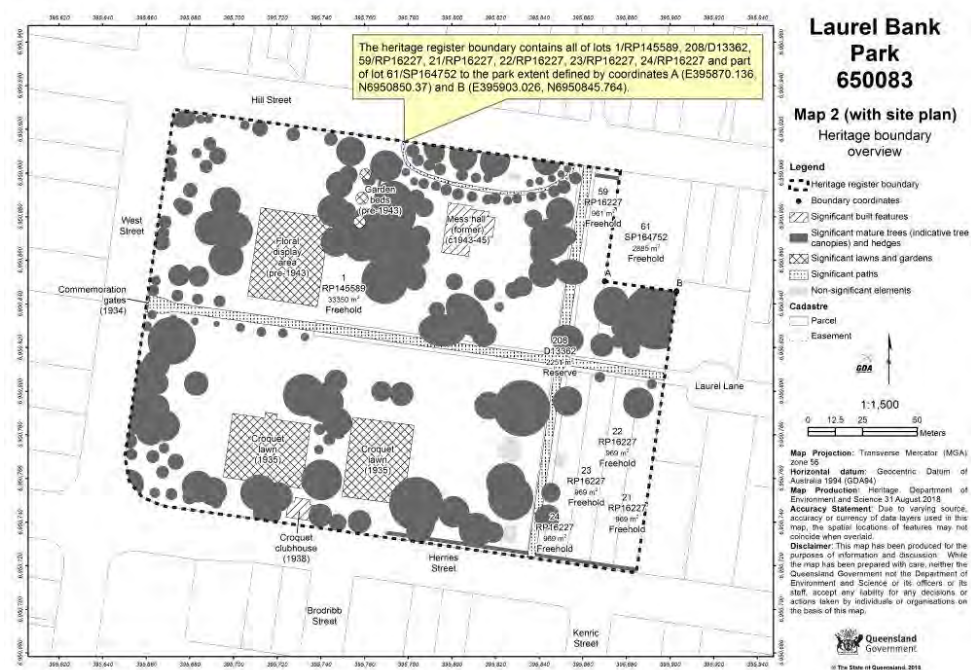 The heritage register boundary contains all of lots 1/RP145589, 208/D13362,
59/RP16227, 21/RP16227, 22/RP16227, 23/RP16227, 24/RP16227 and part
of lot 61/SP164752 to the park extent defined by coordinates A (E395870.136,
N6950850.37) and B (E395903.026, N6950845.764).
Hill Street
West
Street
Commemoration
gates
(1934)
Garden
beds
(pre-1943)
Mess hall
(former)
(c1943-45)
Floral
display
area
(pre-1943)
1
RP145589
33350 m²
Freehold
59
RP16227
961 m²
Freehold
61
SP164752
2885 m²
Freehold
A
B
208
D13362
2251 m²
Reserve
Laurel Lane
Croquet
lawn
(1935)
Croquet
lawn
(1935)
22
RP16227
969 m²
Freehold
23
RP16227
969 m²
Freehold
21
RP16227
969 m²
Freehold
24
RP16227
969 m²
Freehold
Croquet
clubhouse
(1938)
Herries
Street
Brodribb
Street
Kenric
Street
Laurel Bank
Park
650083
Map 2 (with site plan)
Heritage boundary
overview
Legend
Heritage register boundary
Boundary coordinates
Significant built features
Significant mature trees (indicative tree
canopies) and hedges
Significant lawns and gardens
Significant paths
Non-significant elements
Cadastre
Parcel
Easement
GDA
1:1,500
0 12.5 25 50
Meters
Map Projection: Transverse Mercator (MGA)
zone 56
Horizontal datum: Geocentric Datum of
Australia 1994 (GDA94)
Map Production: Heritage, Department of
Environment and Science 31 August 2018
Accuracy Statement: Due to varying source,
accuracy or currency of data layers used in this
map, the spatial locations of features may not
coincide when overlaid.
Disclaimer: This map has been produced for the
purposes of information and discussion. While
the map has been prepared with care, neither the
Queensland Government not the Department of
Environment and Science or its officers or its
staff, accept any liability for any decisions or
actions taken by individuals or organisations on
the basis of this map.
Queensland
Government
© The State of Queensland, 2018